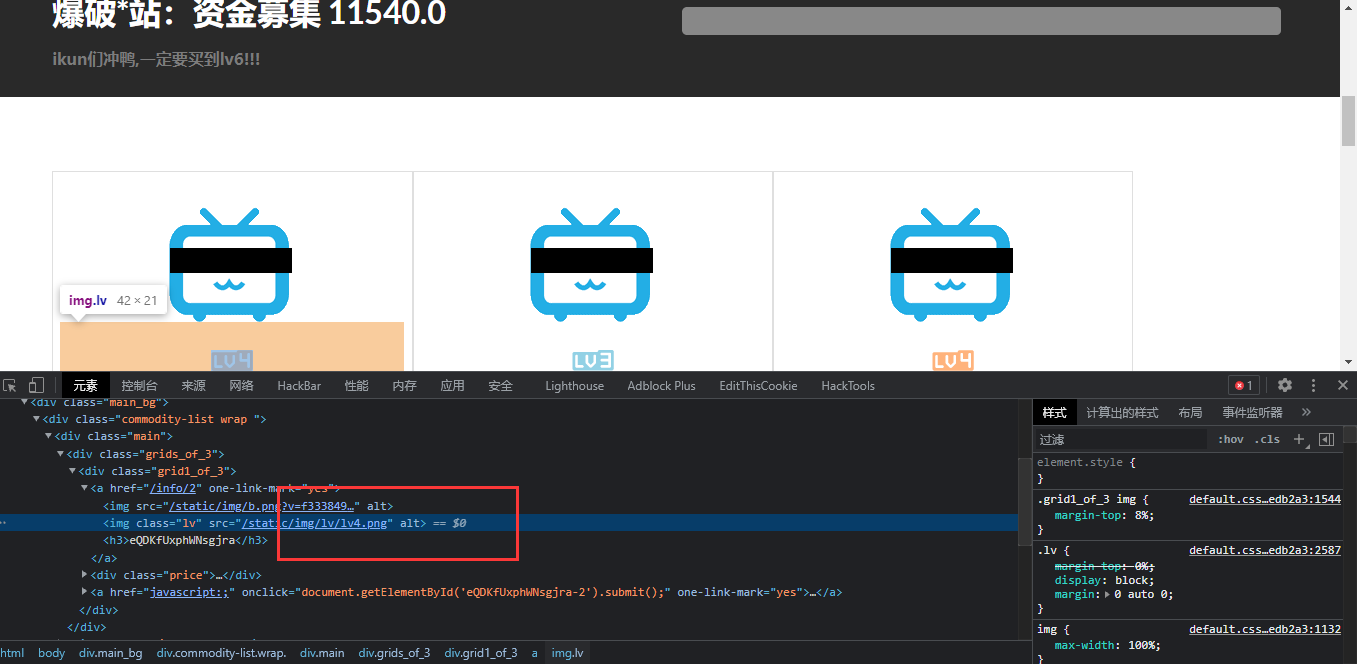 爆破*站：资金募集 11540.0
ikun们冲鸭,一定要买到lv6!!!
img.lv 42 × 21
LV4
LV3
LV4
元素 控制台 来源 网络 HackBar 性能 内存 应用 安全 Lighthouse Adblock Plus EditThisCookie HackTools 1
<div class="main_bg">
<div class="commodity-list wrap ">
<div class="main">
<div class="grids_of_3">
<div class="grid1_of_3">
<a href="/info/2" one-link-mark="yes">
<img src="/static/img/b.png?v=f333849…" alt>
<img class="lv" src="/static/img/lv/lv4.png" alt> == $0
<h3>eQDKfUxphWNsgjra</h3>
</a>
<div class="price">…</div>
<a href="javascript:;" onclick="document.getElementById('eQDKfUxphWNsgjra-2').submit();" one-link-mark="yes">…</a>
</div>
</div>
html body div.main_bg div.commodity-list.wrap. div.main div.grids_of_3 div.grid1_of_3 a img.lv
样式 计算出的样式 布局 事件监听器 »
过滤 :hov .cls +
element.style {
}
.grid1_of_3 img { default.css…edb2a3:1544
margin-top: 8%;
}
.lv { default.css…edb2a3:2587
margin-top: 0%;
display: block;
margin: 0 auto 0;
}
img { default.css…edb2a3:1132
max-width: 100%;
}